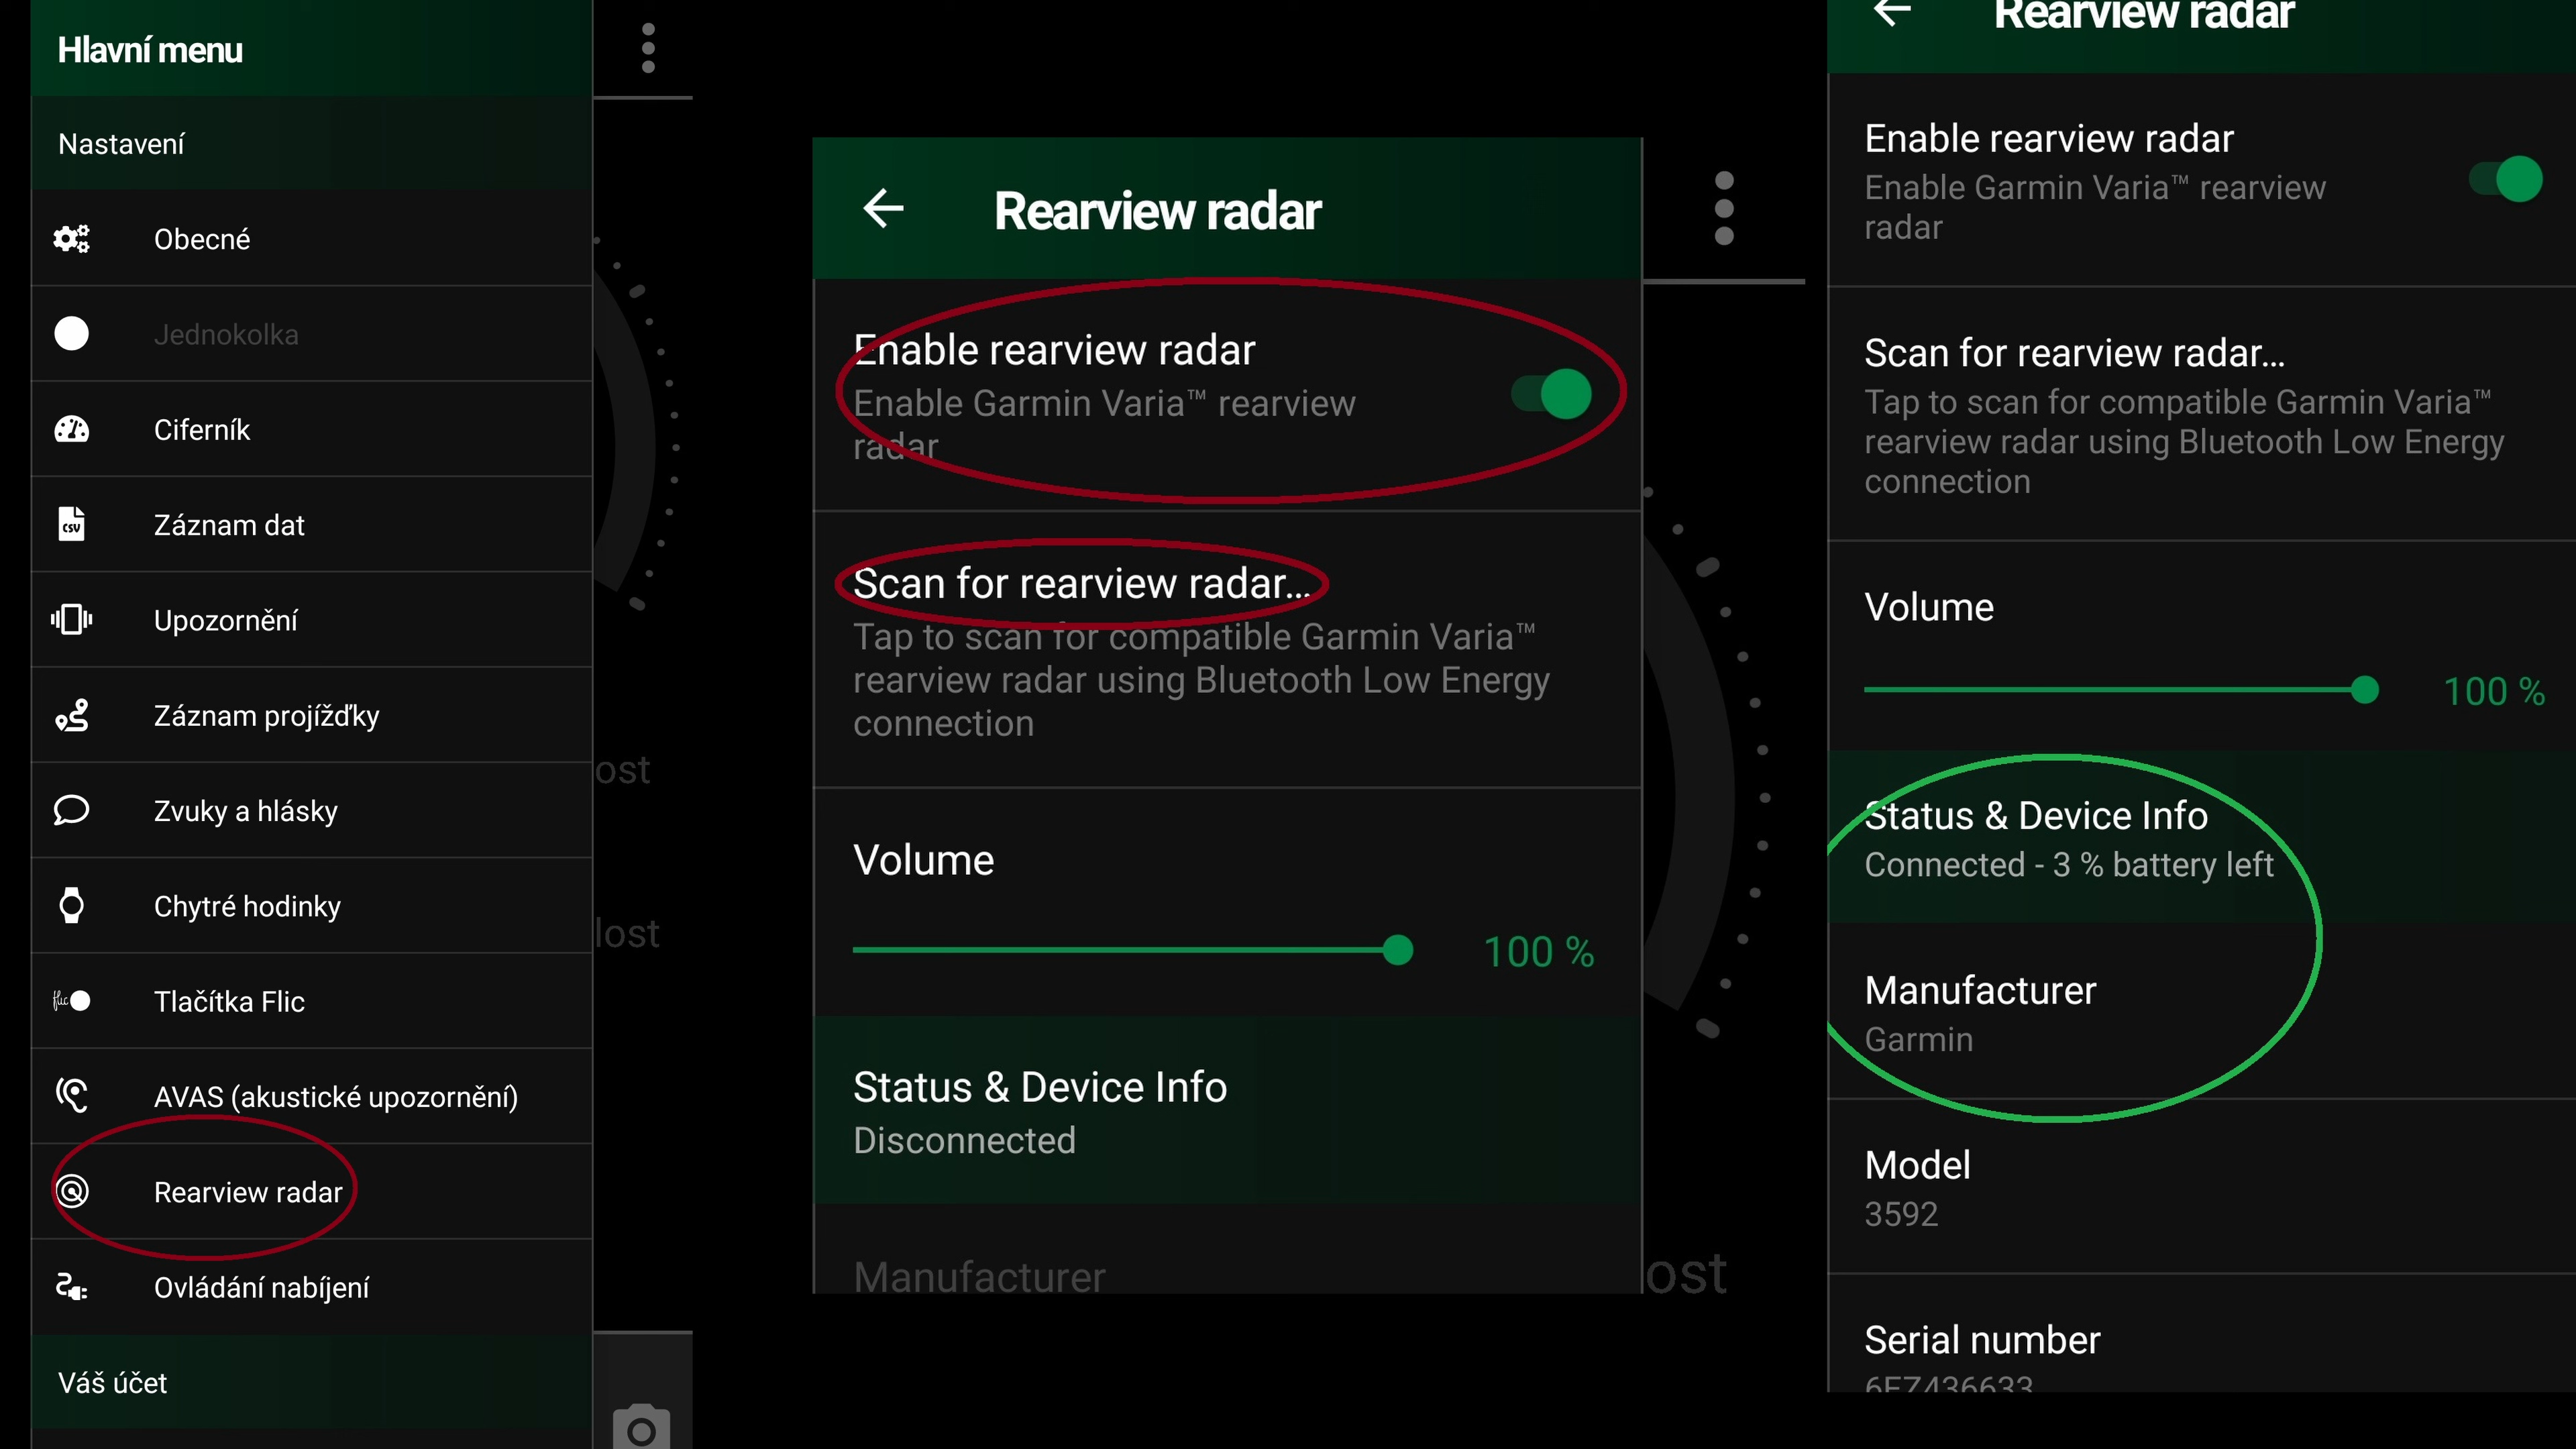 Hlavní menu
Nastavení
Obecné
Jednokolka
Ciferník
CSV
Záznam dat
Upozornění
Záznam projížďky
Zvuky a hlásky
Chytré hodinky
flic
Tlačítka Flic
AVAS (akustické upozornění)
Rearview radar
Ovládání nabíjení
Váš účet
ost
lost
Rearview radar
Enable rearview radar
Enable Garmin Varia™ rearview
radar
Scan for rearview radar...
Tap to scan for compatible Garmin Varia™
rearview radar using Bluetooth Low Energy
connection
Volume
100 %
Status & Device Info
Disconnected
Manufacturer
ost
Rearview radar
Enable rearview radar
Enable Garmin Varia™ rearview
radar
Scan for rearview radar...
Tap to scan for compatible Garmin Varia™
rearview radar using Bluetooth Low Energy
connection
Volume
100 %
Status & Device Info
Connected - 3 % battery left
Manufacturer
Garmin
Model
3592
Serial number